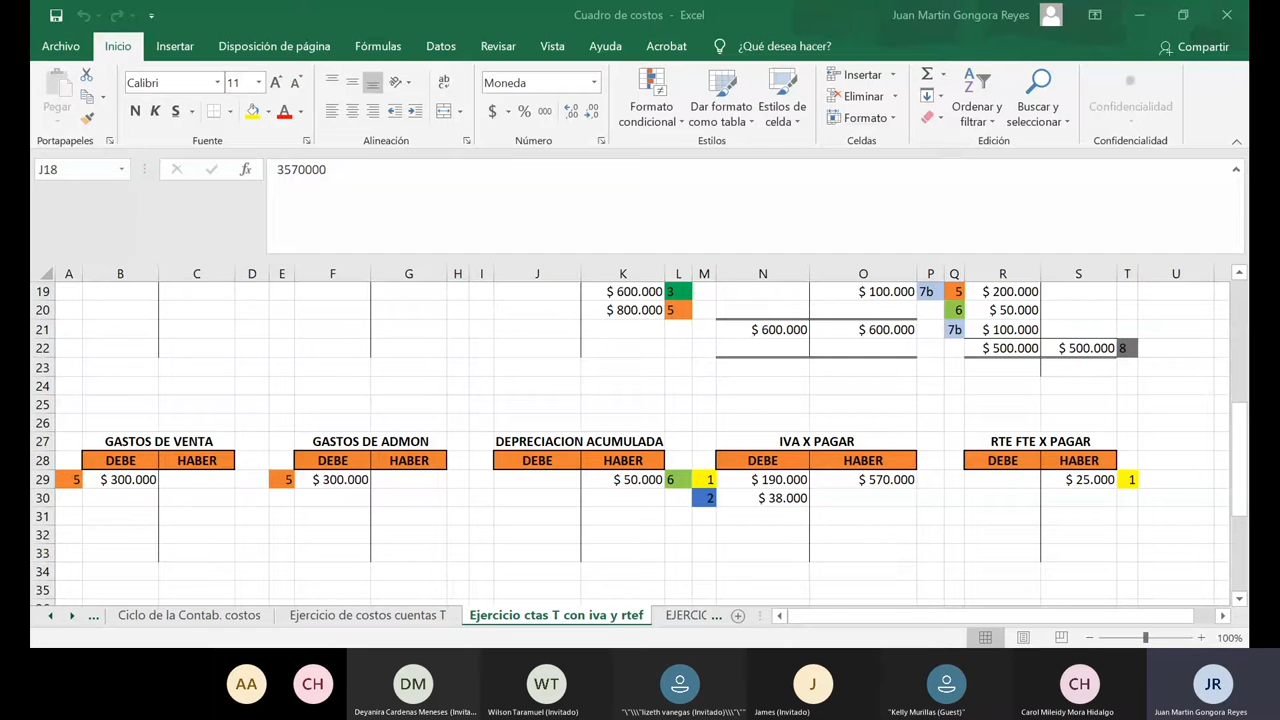 Cuadro de costos - Excel
Juan Martin Gongora Reyes
Archivo Inicio Insertar Disposición de página Fórmulas Datos Revisar Vista Ayuda Acrobat ¿Qué desea hacer? Compartir
Pegar
Calibri 11
N K S
Moneda
$ % 000
Formato condicional
Dar formato como tabla
Estilos de celda
Insertar
Eliminar
Formato
Ordenar y filtrar
Buscar y seleccionar
Confidencialidad
Portapapeles Fuente Alineación Número Estilos Celdas Edición Confidencialidad
J18 fx 3570000
A B C D E F G H I J K L M N O P Q R S T U
19 $ 600.000 3 $ 100.000 7b 5 $ 200.000
20 $ 800.000 5 6 $ 50.000
21 $ 600.000 $ 600.000 7b $ 100.000
22 $ 500.000 $ 500.000 8
23
24
25
26
27 GASTOS DE VENTA GASTOS DE ADMON DEPRECIACION ACUMULADA IVA X PAGAR RTE FTE X PAGAR
28 DEBE HABER DEBE HABER DEBE HABER DEBE HABER DEBE HABER
29 5 $ 300.000 5 $ 300.000 $ 50.000 6 1 $ 190.000 $ 570.000 $ 25.000 1
30 2 $ 38.000
31
32
33
34
35
... Ciclo de la Contab. costos Ejercicio de costos cuentas T Ejercicio ctas T con iva y rtef EJERCIC ...
100%
AA CH DM WT J CH JR
Deyanira Cardenas Meneses (Invita... Wilson Taramuel (Invitado) "\"\\\"lizeth vanegas (Invitado)\\\"\"" James (Invitado) "Kelly Murillas (Guest)" Carol Mileidy Mora Hidalgo Juan Martin Gongora Reyes